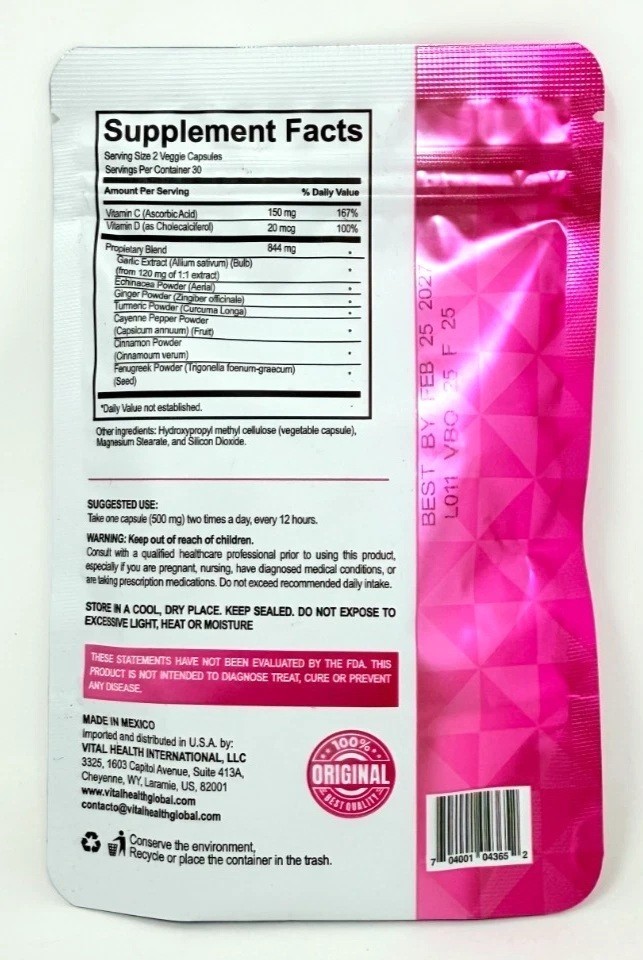 Supplement Facts
Serving Size 2 Veggie Capsules
Servings Per Container 30
Amount Per Serving % Daily Value
Vitamin C (Ascorbic Acid) 150 mg 167%
Vitamin D (as Cholecalciferol) 20 mcg 100%
Propietary Blend 844 mg *
Garlic Extract (Allium sativum) (Bulb)
(from 120 mg of 1:1 extract) *
Echinacea Powder (Aerial) *
Ginger Powder (Zingiber officinale) *
Turmeric Powder (Curcuma Longa) *
Cayenne Pepper Powder
(Capsicum annuum) (Fruit) *
Cinnamon Powder
(Cinnamoum verum) *
Fenugreek Powder (Trigonella foenum-graecum) *
(Seed)
*Daily Value not established.
Other ingredients: Hydroxypropyl methyl cellulose (vegetable capsule),
Magnesium Stearate, and Silicon Dioxide.
SUGGESTED USE:
Take one capsule (500 mg) two times a day, every 12 hours.
WARNING: Keep out of reach of children.
Consult with a qualified healthcare professional prior to using this product,
especially if you are pregnant, nursing, have diagnosed medical conditions, or
are taking prescription medications. Do not exceed recommended daily intake.
STORE IN A COOL, DRY PLACE. KEEP SEALED. DO NOT EXPOSE TO
EXCESSIVE LIGHT, HEAT OR MOISTURE
THESE STATEMENTS HAVE NOT BEEN EVALUATED BY THE FDA. THIS
PRODUCT IS NOT INTENDED TO DIAGNOSE TREAT, CURE OR PREVENT
ANY DISEASE.
MADE IN MEXICO
Imported and distributed in U.S.A. by:
VITAL HEALTH INTERNATIONAL, LLC
3325, 1603 Capitol Avenue, Suite 413A,
Cheyenne, WY, Laramie, US, 82001
www.vitalhealthglobal.com
contacto@vitalhealthglobal.com
Conserve the environment,
Recycle or place the container in the trash.
100%
ORIGINAL
BEST QUALITY
BEST BY FEB 25 2027
L011 VBO 25 F 25
7 04001 04365 2